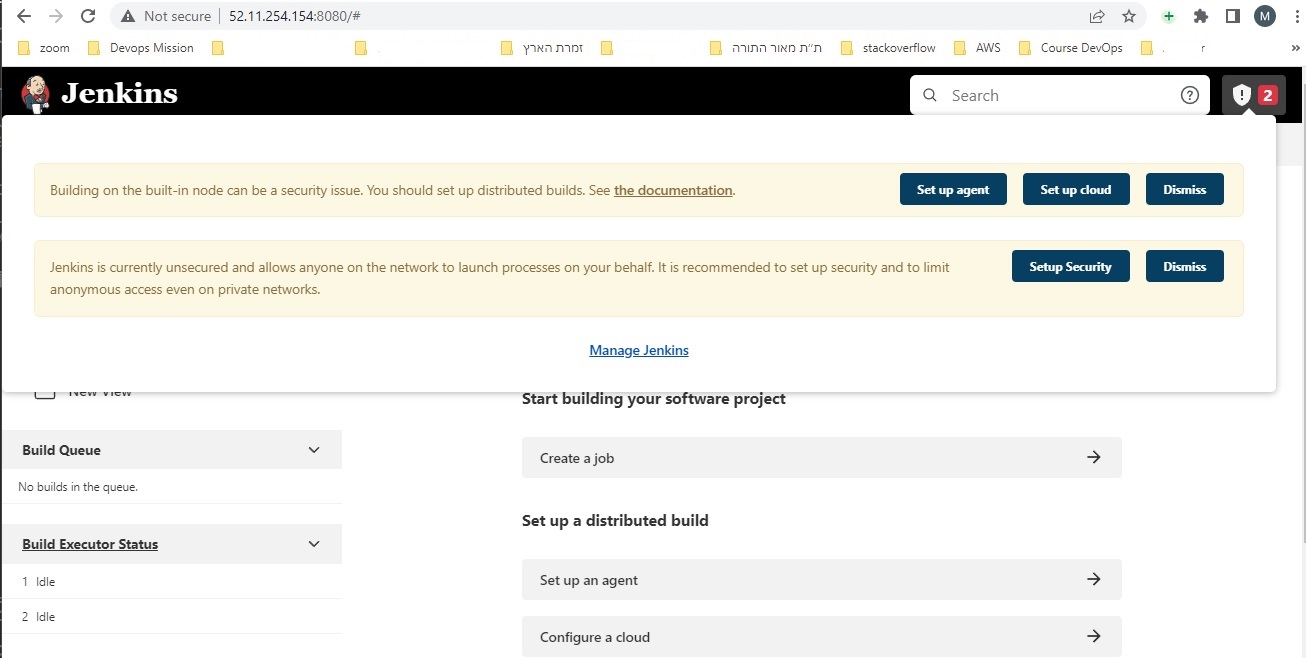 Not secure 52.11.254.154:8080/# M
zoom Devops Mission זמרת הארץ ת״ת מאור התורה stackoverflow AWS Course DevOps r »
Jenkins Search 2
Building on the built-in node can be a security issue. You should set up distributed builds. See the documentation. Set up agent Set up cloud Dismiss
Jenkins is currently unsecured and allows anyone on the network to launch processes on your behalf. It is recommended to set up security and to limit Setup Security Dismiss
anonymous access even on private networks.
Manage Jenkins
New View
Start building your software project
Build Queue
Create a job
No builds in the queue.
Set up a distributed build
Build Executor Status
1 Idle
Set up an agent
2 Idle
Configure a cloud